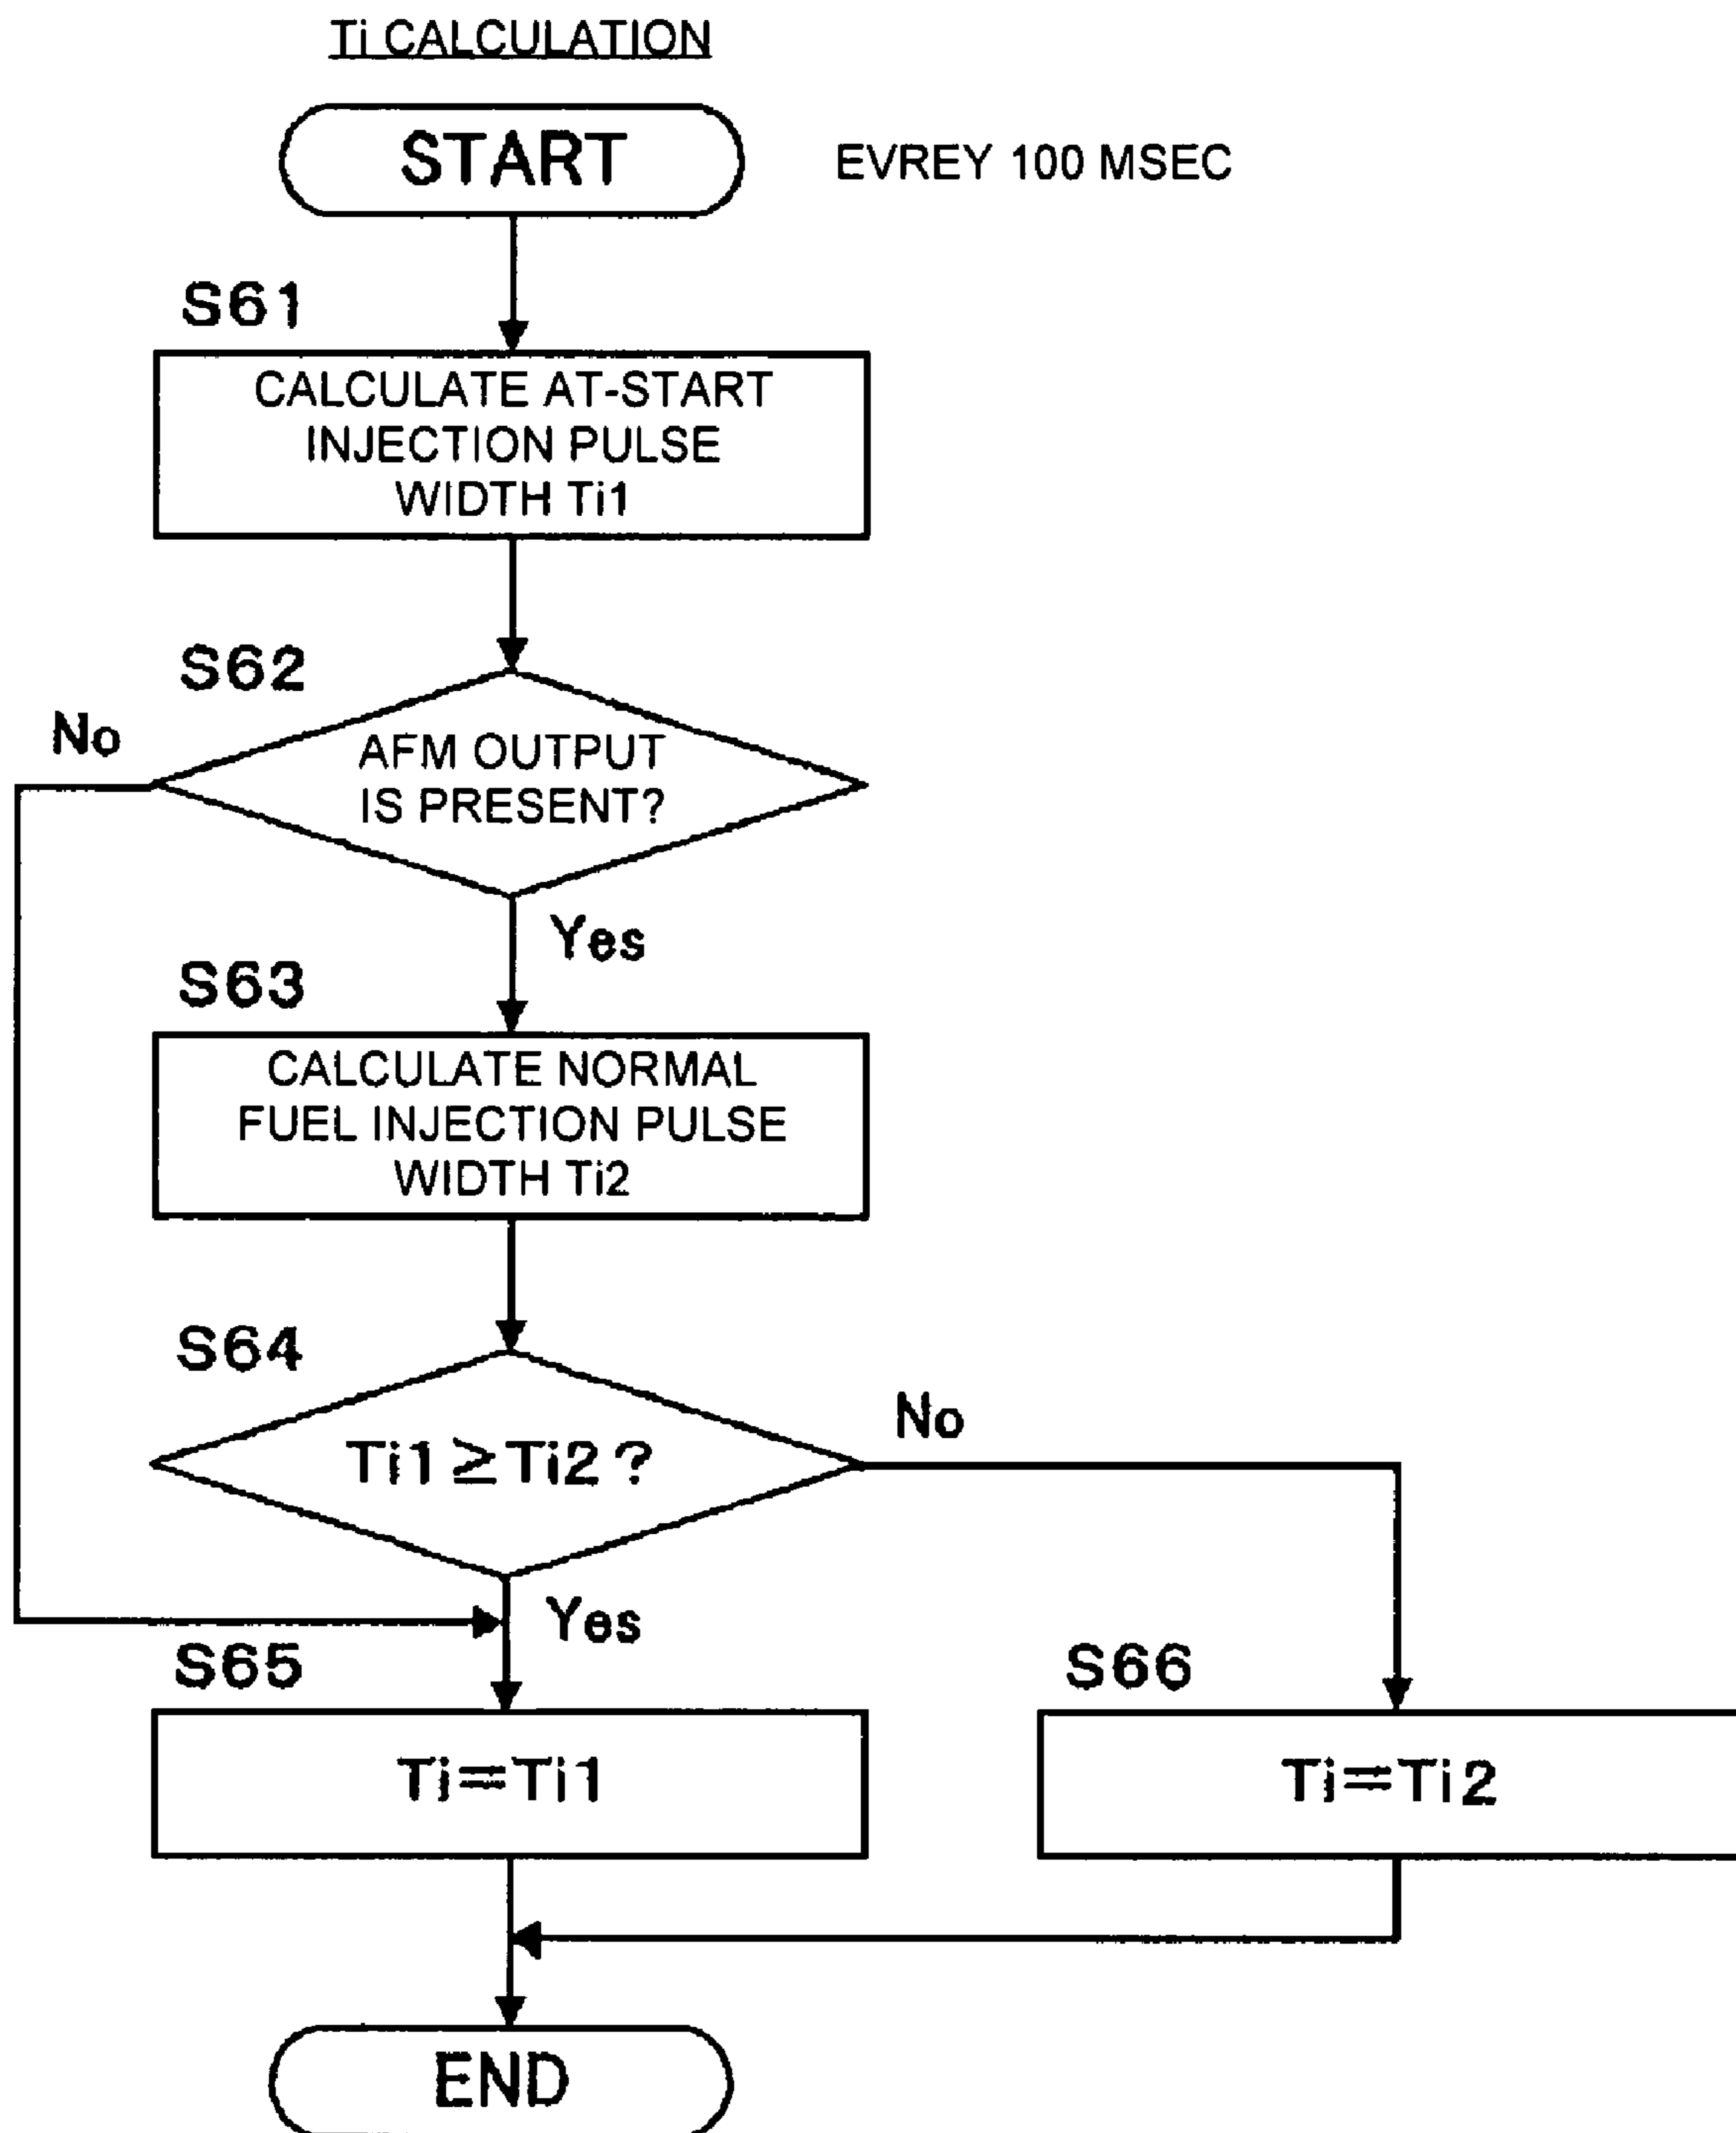 Ti CALCULATION
START
EVREY 100 MSEC
S61
CALCULATE AT-START
INJECTION PULSE
WIDTH Ti1
S62
No
AFM OUTPUT
IS PRESENT?
Yes
S63
CALCULATE NORMAL
FUEL INJECTION PULSE
WIDTH Ti2
S64
No
Ti1≧Ti2?
Yes
S65
S66
Ti=Ti1
Ti=Ti2
END